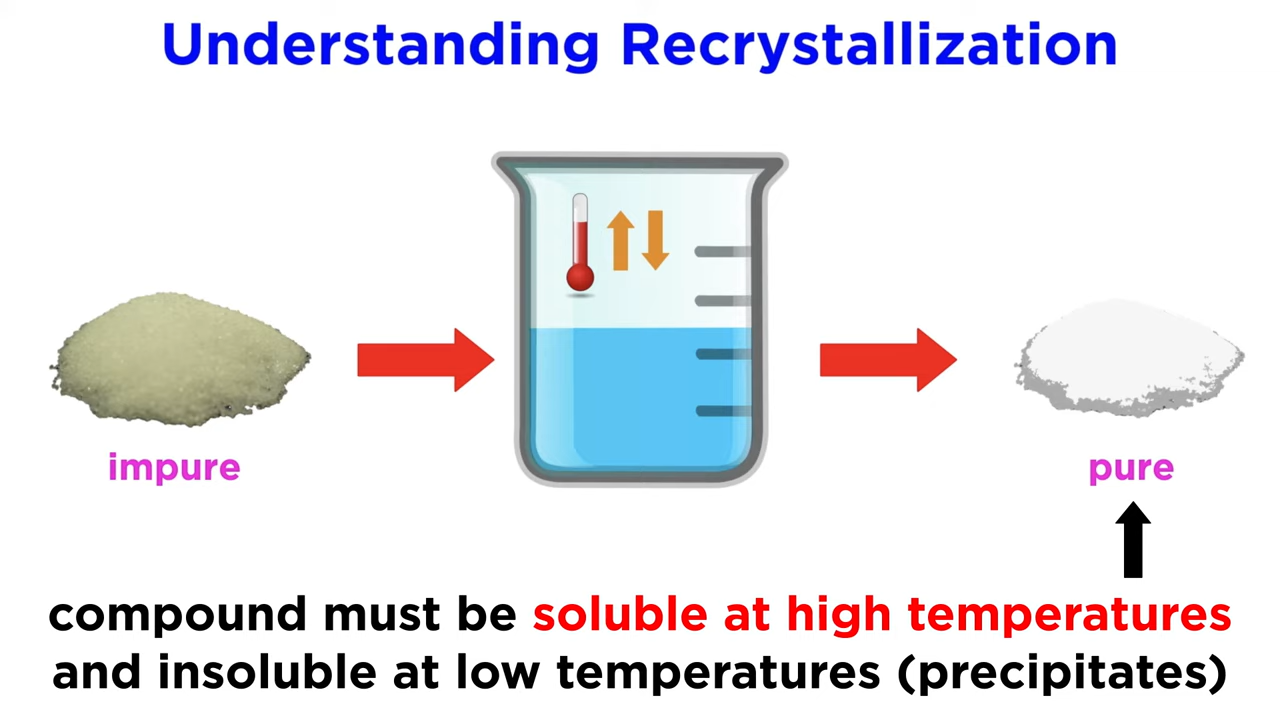 Understanding Recrystallization
impure
pure
compound must be soluble at high temperatures
and insoluble at low temperatures (precipitates)